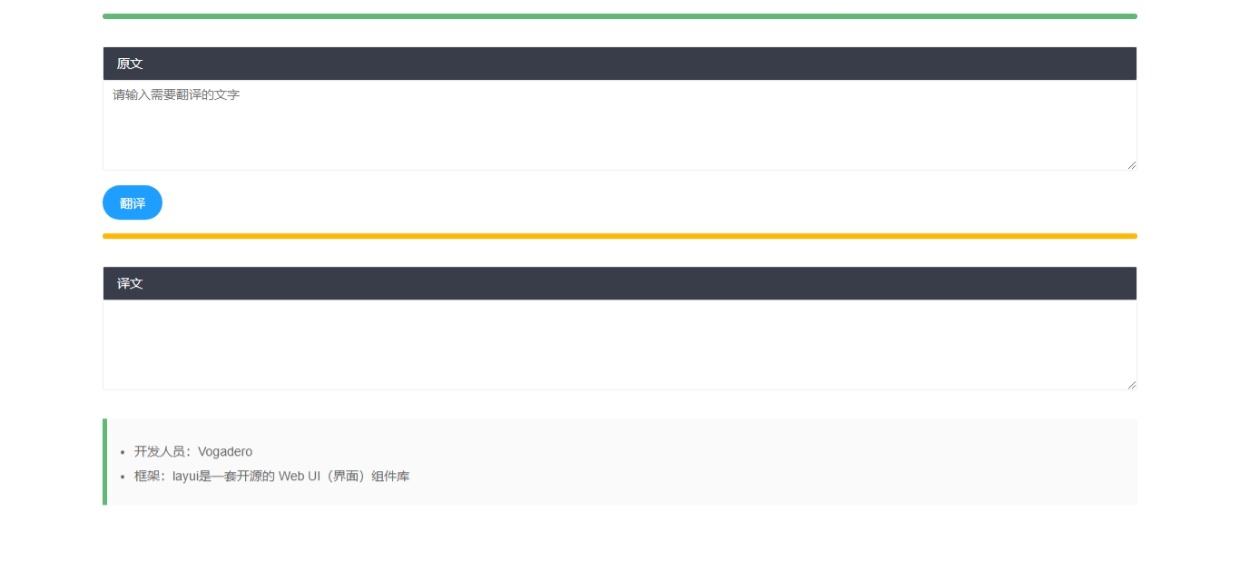 原文
请输入需要翻译的文字
翻译
译文
开发人员：Vogadero
框架：layui是一套开源的 Web UI（界面）组件库